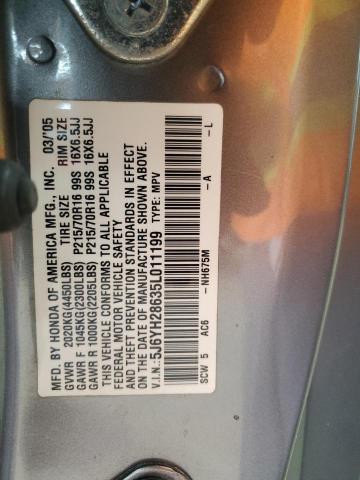 MFD. BY HONDA OF AMERICA MFG., INC. 03/'05
GVWR 2020KG(4450LBS) TIRE SIZE RIM SIZE
GAWR F 1045KG(2300LBS) P215/70R16 99S 16X6.5JJ
GAWR R 1000KG(2205LBS) P215/70R16 99S 16X6.5JJ
THIS VEHICLE CONFORMS TO ALL APPLICABLE
FEDERAL MOTOR VEHICLE SAFETY
AND THEFT PREVENTION STANDARDS IN EFFECT
ON THE DATE OF MANUFACTURE SHOWN ABOVE.
V.I.N.: 5J6YH28635L011199 TYPE: MPV
SCW 5 AC6 -NH675M -A -L